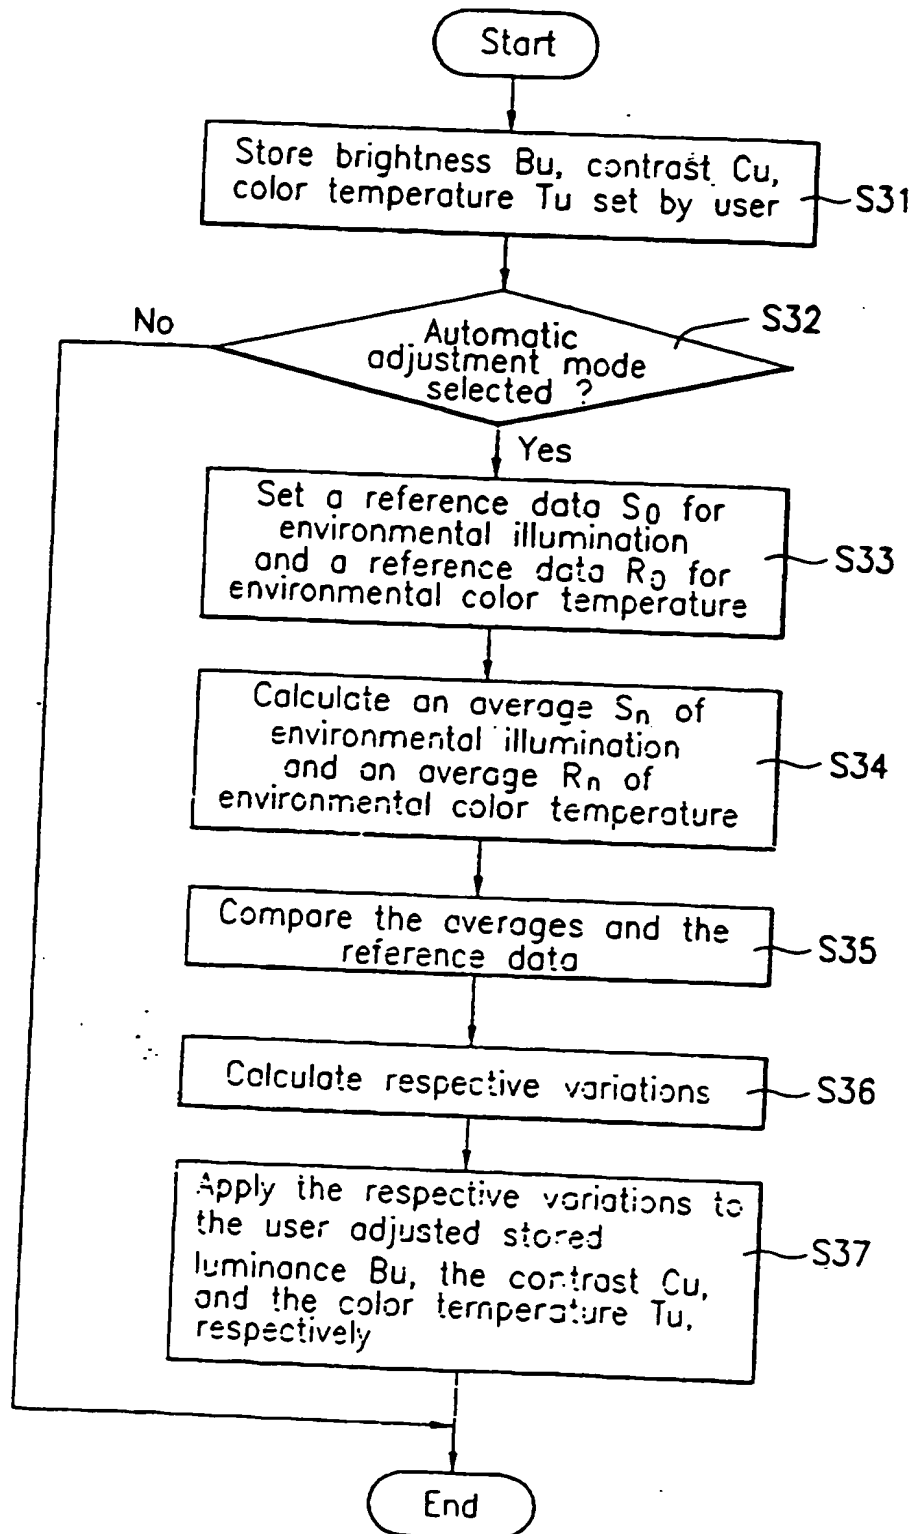 Start
Store brightness Bu, contrast Cu,
color temperature Tu set by user
S31
No
Automatic
adjustment mode
selected ?
S32
Yes
Set a reference data S0 for
environmental illumination
and a reference data R0 for
environmental color temperature
S33
Calculate an average Sn of
environmental illumination
and an average Rn of
environmental color temperature
S34
Compare the averages and the
reference data
S35
Calculate respective variations
S36
Apply the respective variations to
the user adjusted stored
luminance Bu, the contrast Cu,
and the color temperature Tu,
respectively
S37
End